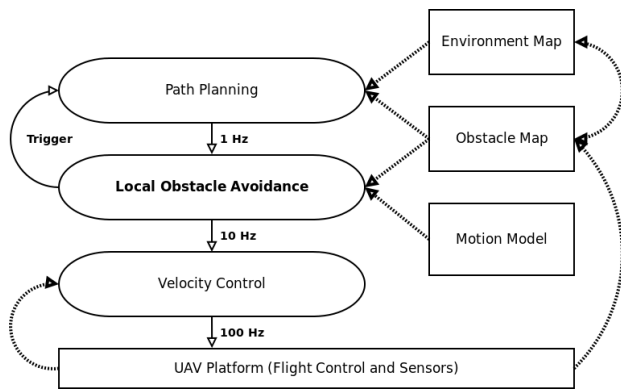 Environment Map
Path Planning
Trigger
1 Hz
Obstacle Map
Local Obstacle Avoidance
10 Hz
Motion Model
Velocity Control
100 Hz
UAV Platform (Flight Control and Sensors)